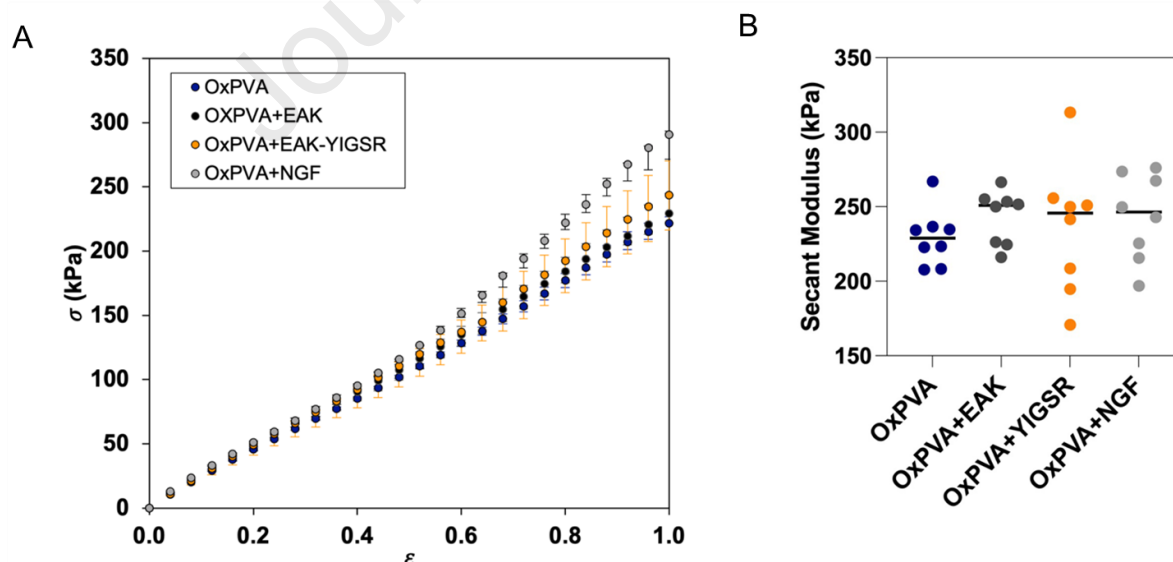 A
B
Journal
350
300
250
200
150
100
50
0
σ (kPa)
OxPVA
OXPVA+EAK
OxPVA+EAK-YIGSR
OxPVA+NGF
0.0 0.2 0.4 0.6 0.8 1.0
ε
Secant Modulus (kPa)
350
300
250
200
150
OxPVA
OxPVA+EAK
OxPVA+YIGSR
OxPVA+NGF